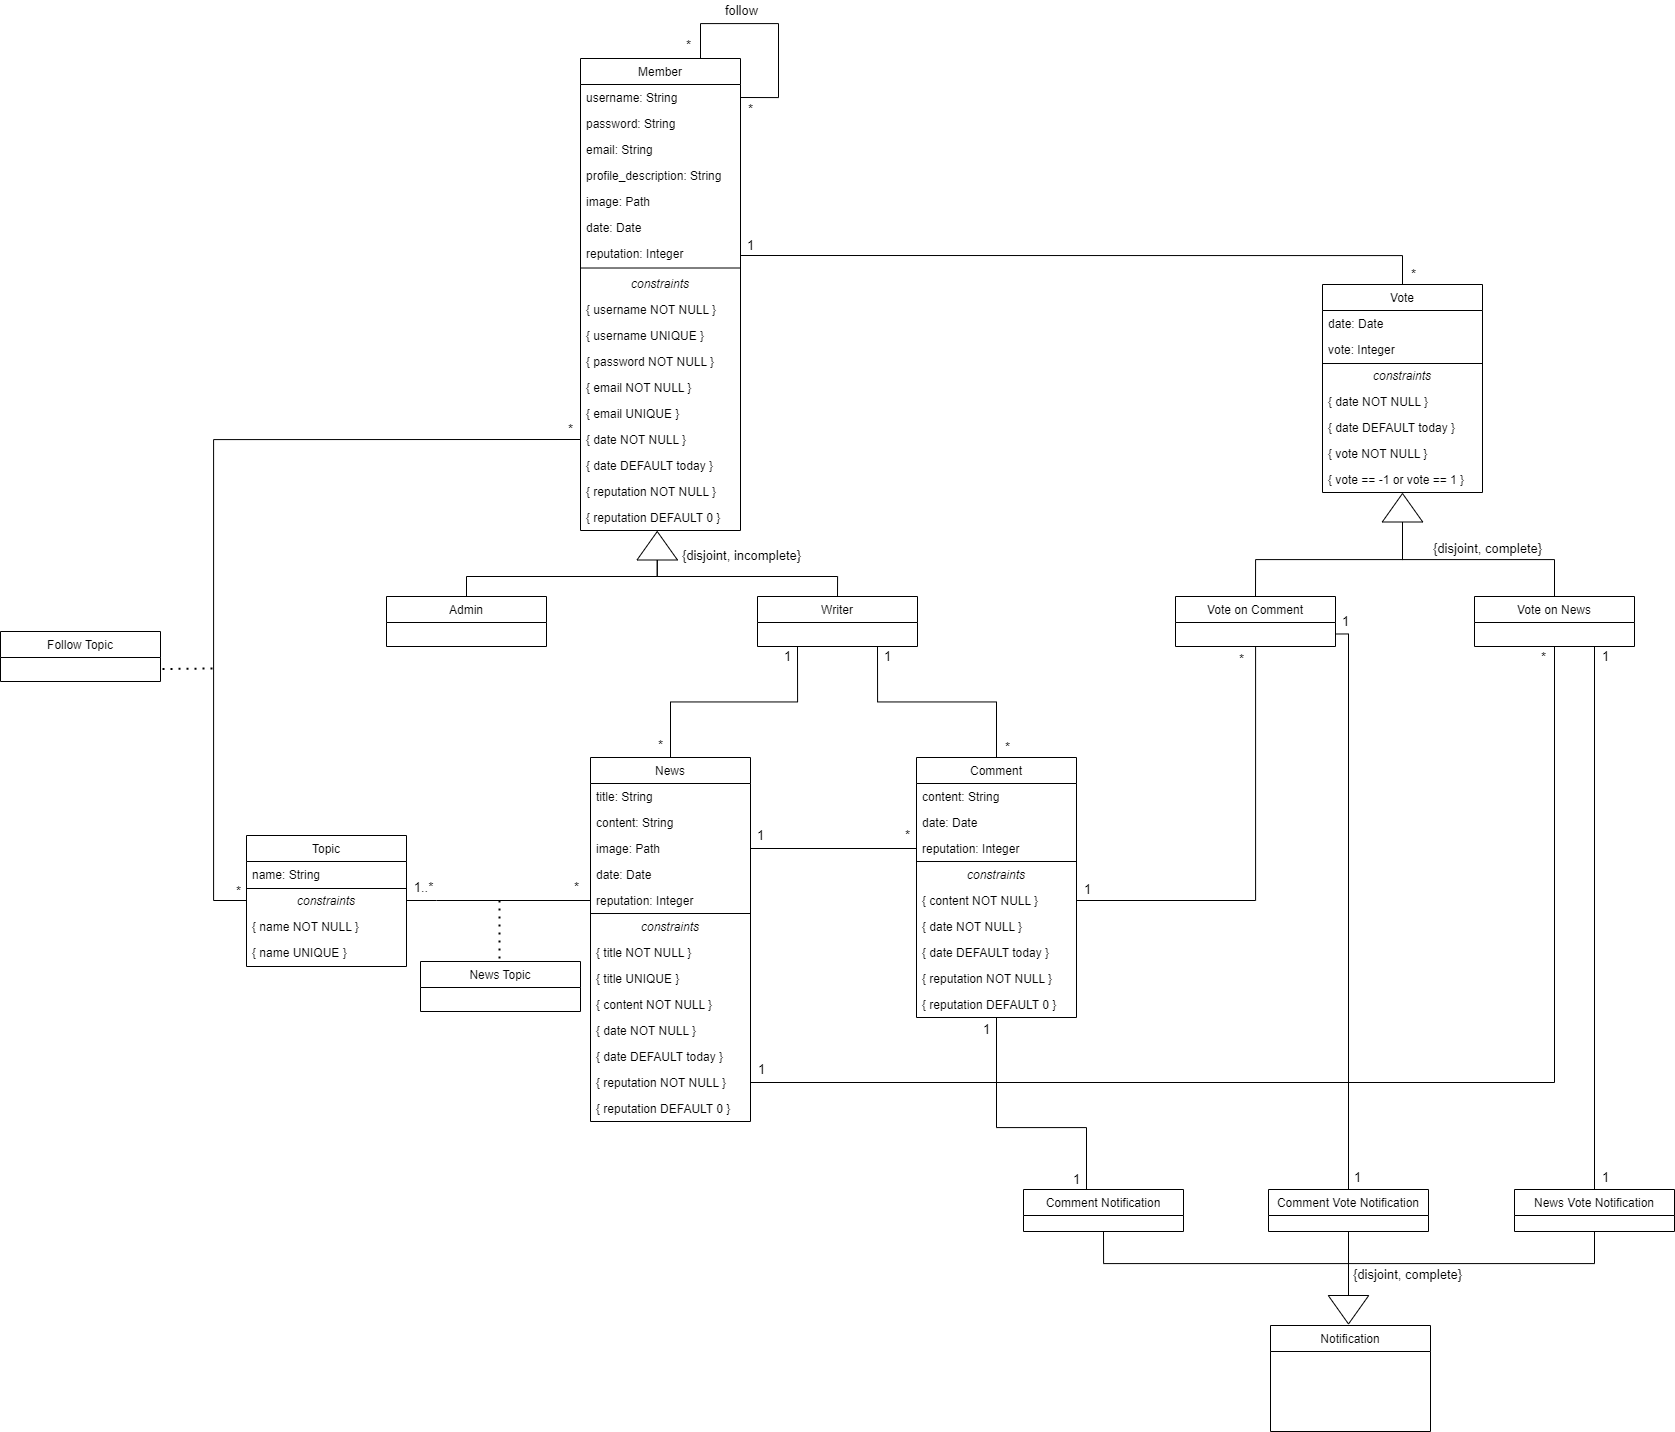 follow
*
Member
username: String
*
password: String
email: String
profile_description: String
image: Path
date: Date
reputation: Integer
constraints
{ username NOT NULL }
{ username UNIQUE }
{ password NOT NULL }
{ email NOT NULL }
{ email UNIQUE }
{ date NOT NULL }
{ date DEFAULT today }
{ reputation NOT NULL }
{ reputation DEFAULT 0 }
1
*
Vote
date: Date
vote: Integer
constraints
{ date NOT NULL }
{ date DEFAULT today }
{ vote NOT NULL }
{ vote == -1 or vote == 1 }
*
{disjoint, incomplete}
{disjoint, complete}
Admin
Writer
Vote on Comment
Vote on News
1
Follow Topic
1
1
*
*
1
*
*
News
title: String
content: String
image: Path
date: Date
reputation: Integer
constraints
{ title NOT NULL }
{ title UNIQUE }
{ content NOT NULL }
{ date NOT NULL }
{ date DEFAULT today }
{ reputation NOT NULL }
{ reputation DEFAULT 0 }
Comment
content: String
date: Date
reputation: Integer
constraints
{ content NOT NULL }
{ date NOT NULL }
{ date DEFAULT today }
{ reputation NOT NULL }
{ reputation DEFAULT 0 }
1
*
1
Topic
name: String
constraints
{ name NOT NULL }
{ name UNIQUE }
*
1..*
*
News Topic
1
1
1
1
1
Comment Notification
Comment Vote Notification
News Vote Notification
{disjoint, complete}
Notification